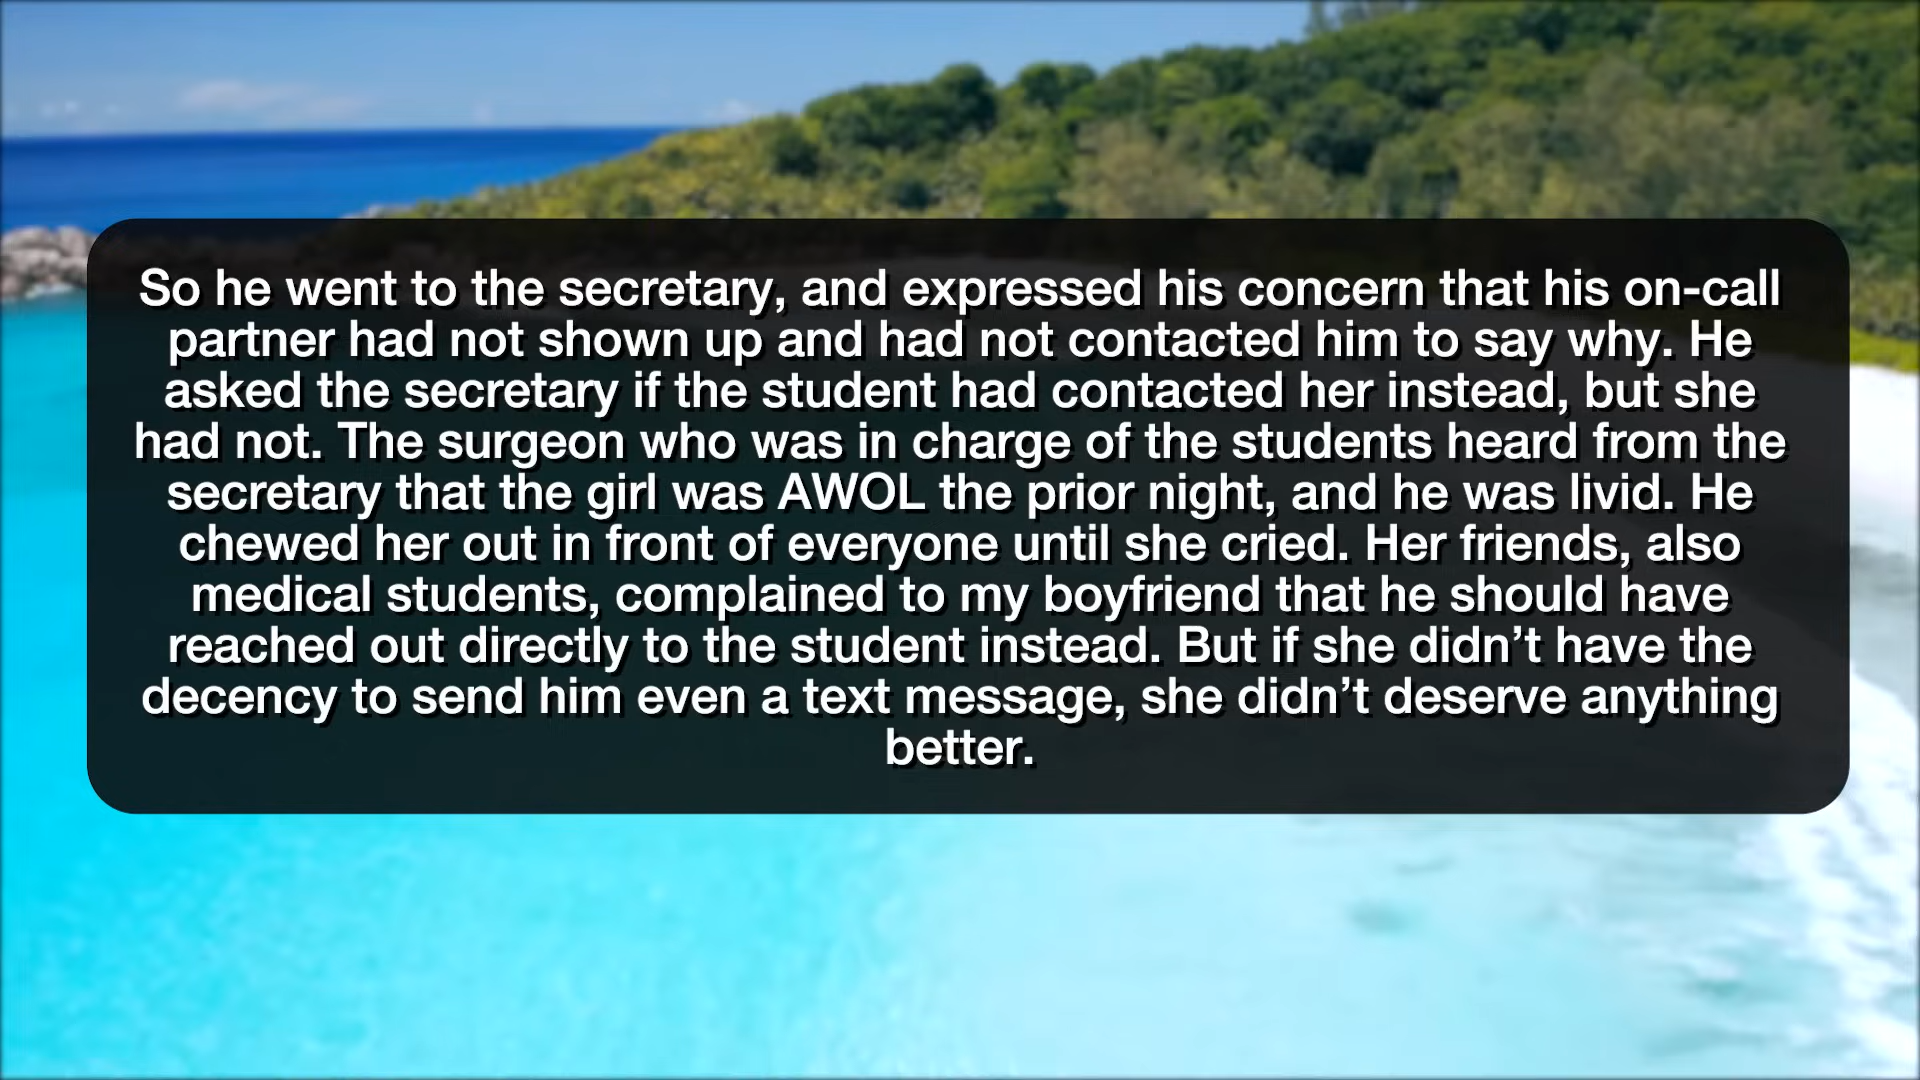 So he went to the secretary, and expressed his concern that his on-call
partner had not shown up and had not contacted him to say why. He
asked the secretary if the student had contacted her instead, but she
had not. The surgeon who was in charge of the students heard from the
secretary that the girl was AWOL the prior night, and he was livid. He
chewed her out in front of everyone until she cried. Her friends, also
medical students, complained to my boyfriend that he should have
reached out directly to the student instead. But if she didn’t have the
decency to send him even a text message, she didn’t deserve anything
better.